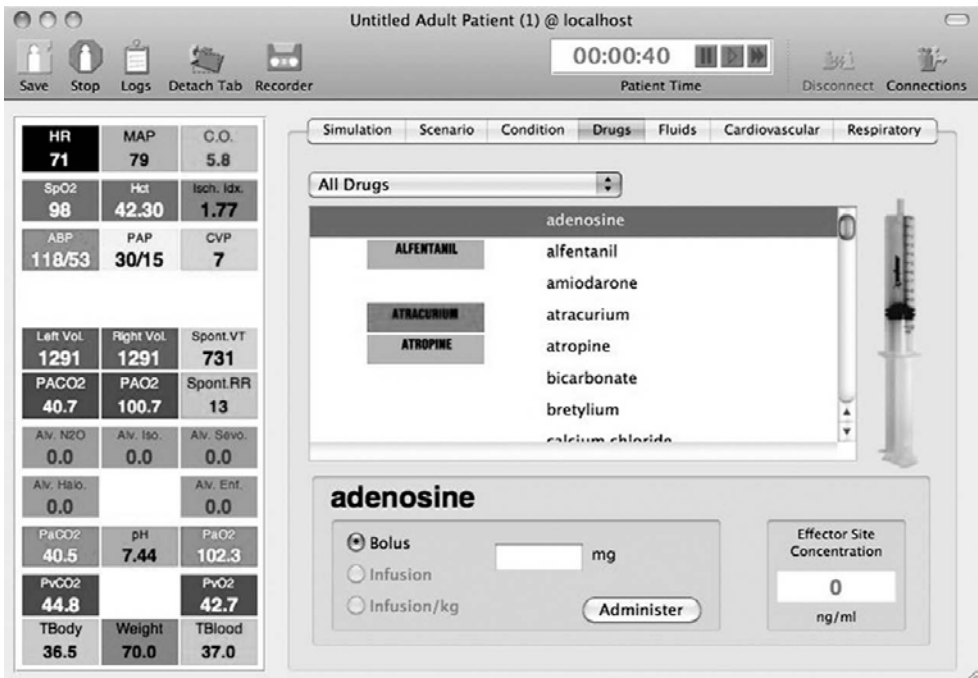 Untitled Adult Patient (1) @ localhost
Save Stop Logs Detach Tab Recorder
00:00:40
Patient Time
Disconnect Connections
HR MAP C.O.
71 79 5.8
SpO2 Hct Isch. Idx.
98 42.30 1.77
ABP PAP CVP
118/53 30/15 7
Left Vol. Right Vol. Spont.VT
1291 1291 731
PACO2 PAO2 Spont.RR
40.7 100.7 13
Alv. N2O Alv. Iso. Alv. Sevo.
0.0 0.0 0.0
Alv. Halo. Alv. Enf.
0.0 0.0
PaCO2 pH PaO2
40.5 7.44 102.3
PvCO2 PvO2
44.8 42.7
TBody Weight TBlood
36.5 70.0 37.0
Simulation Scenario Condition Drugs Fluids Cardiovascular Respiratory
All Drugs
adenosine
ALFENTANIL alfentanil
amiodarone
ATRACURIUM atracurium
ATROPINE atropine
bicarbonate
bretylium
calcium chloride
adenosine
Bolus
mg
Infusion
Infusion/kg
Administer
Effector Site
Concentration
0
ng/ml